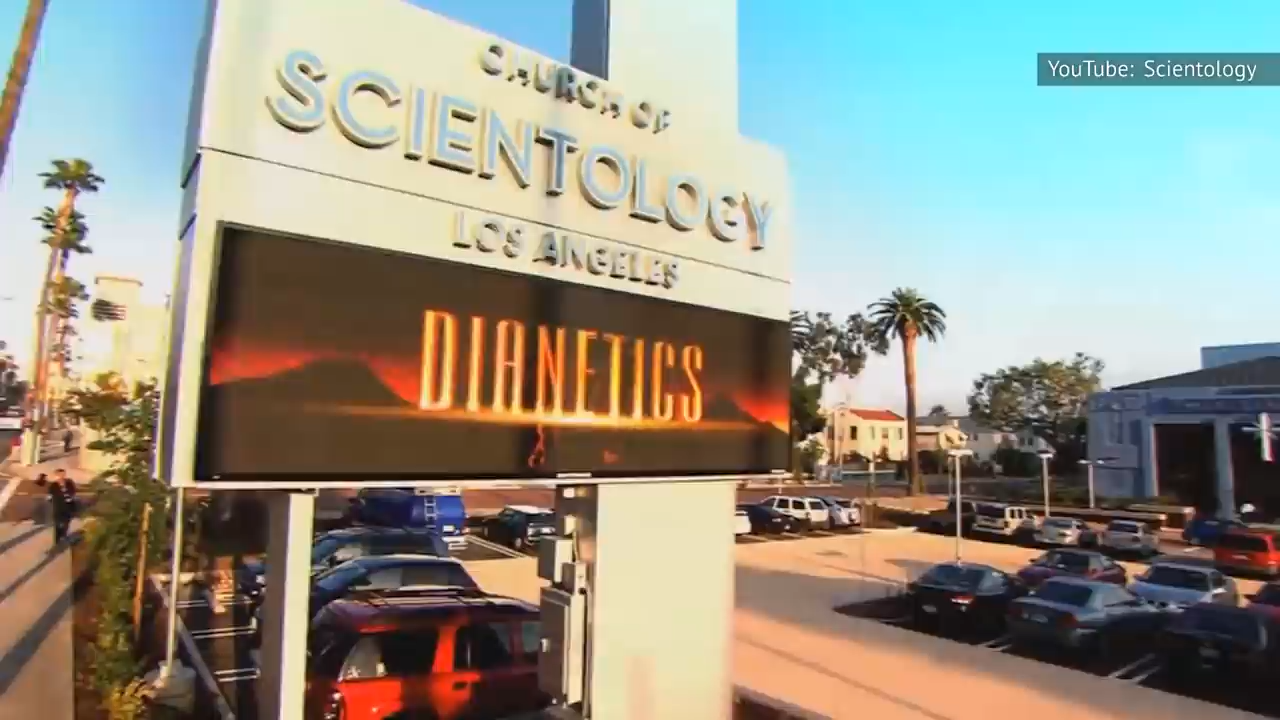 YouTube: Scientology
CHURCH OF
SCIENTOLOGY
LOS ANGELES
DIANETICS